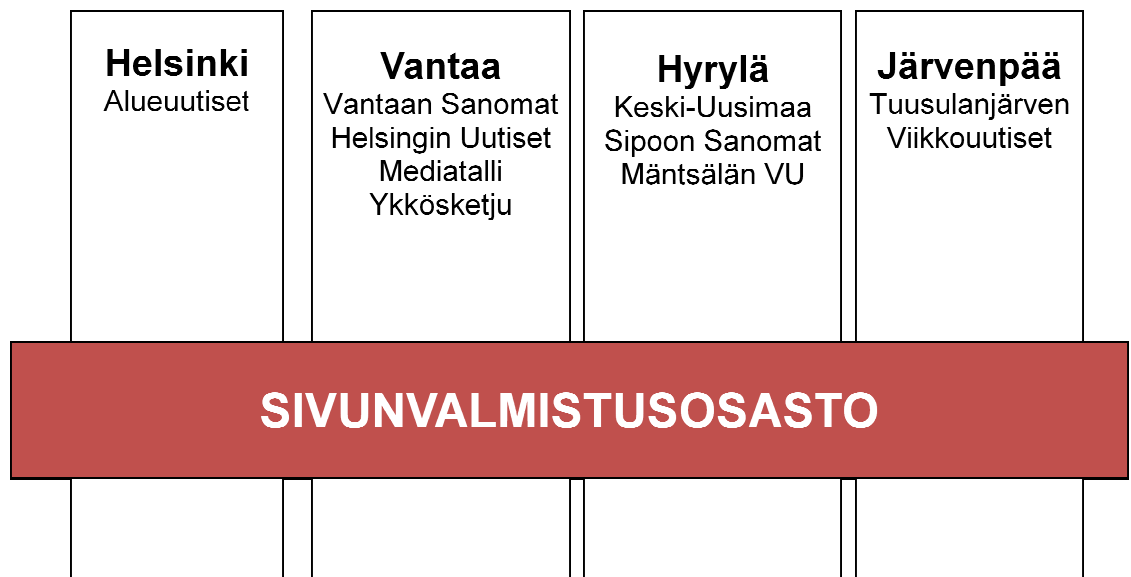 Helsinki
Alueuutiset
Vantaa
Vantaan Sanomat
Helsingin Uutiset
Mediatalli
Ykkösketju
Hyrylä
Keski-Uusimaa
Sipoon Sanomat
Mäntsälän VU
Järvenpää
Tuusulanjärven
Viikkouutiset
SIVUNVALMISTUSOSASTO